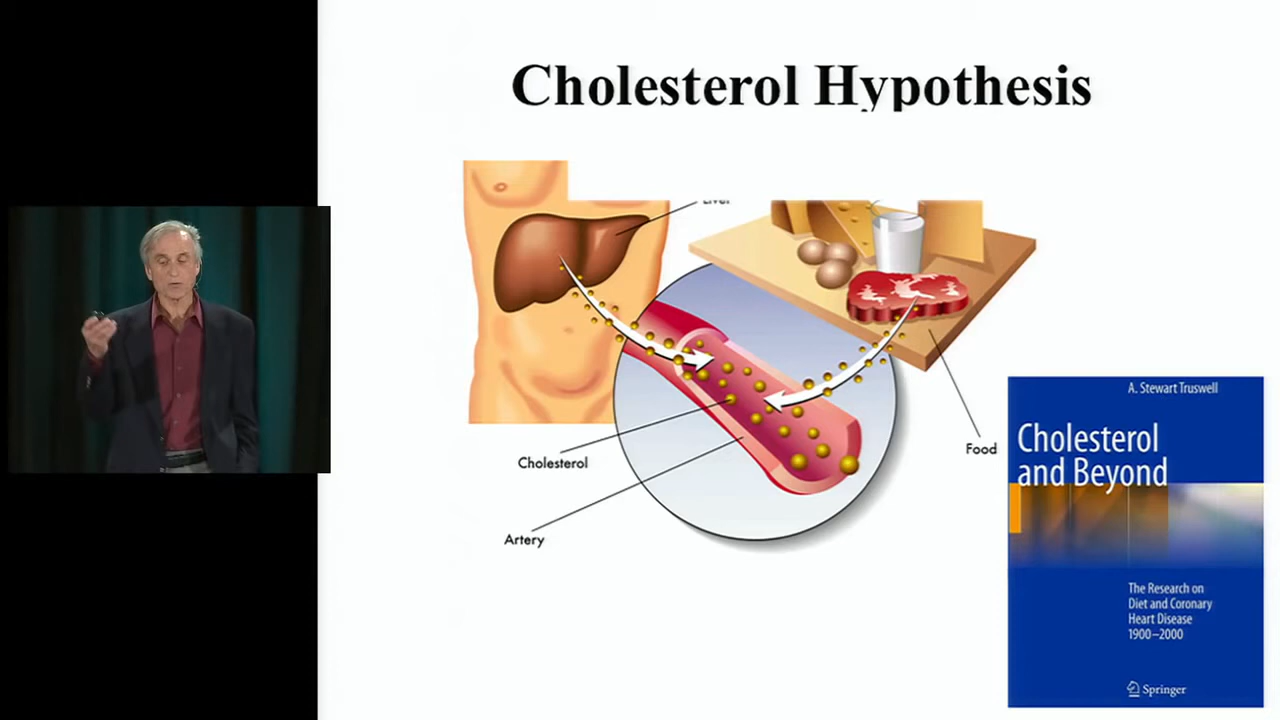 Cholesterol Hypothesis
Liver
Cholesterol
Artery
Food
A. Stewart Truswell
Cholesterol
and Beyond
The Research on
Diet and Coronary
Heart Disease
1900–2000
Springer